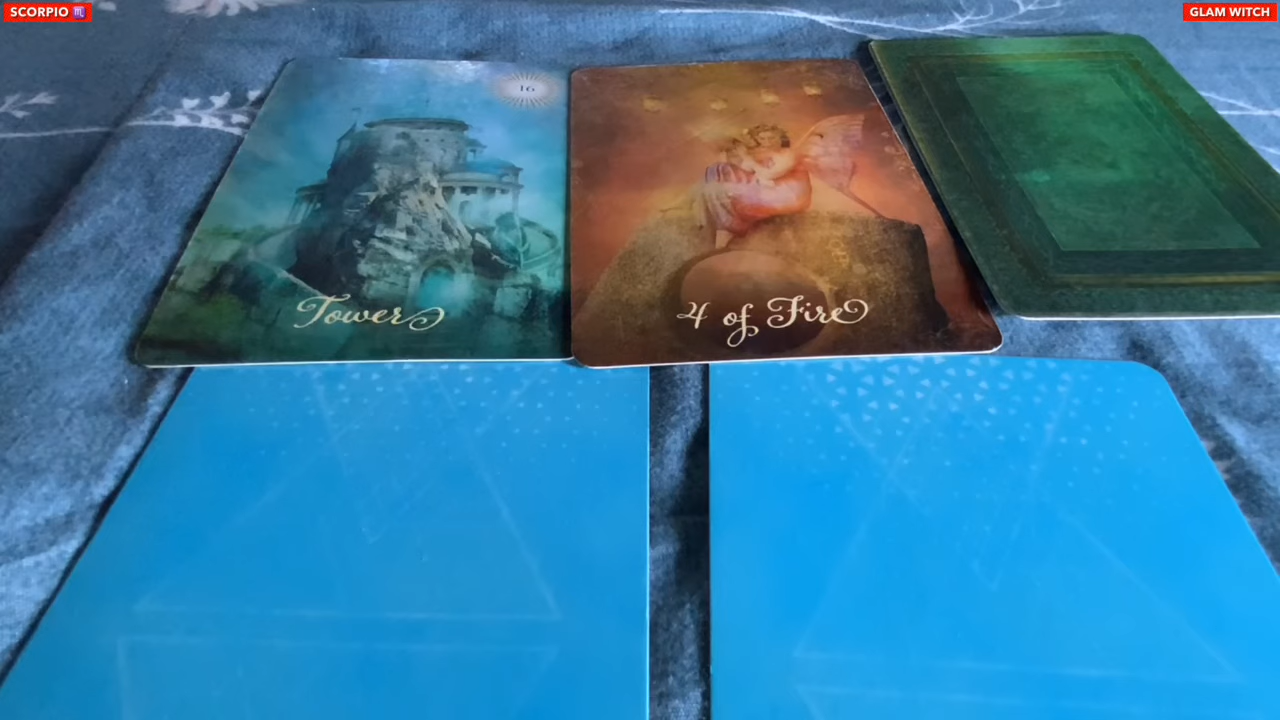 SCORPIO ♏
GLAM WITCH
16
Tower
4 of Fire